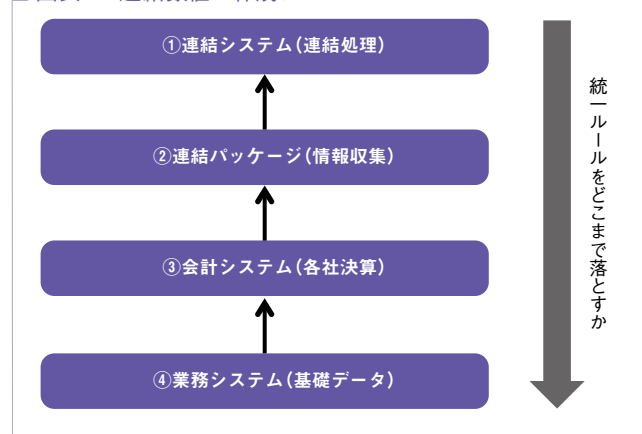 ①連結システム(連結処理)
②連結パッケージ(情報収集)
③会計システム(各社決算)
④業務システム(基礎データ)
統一ルールをどこまで落とすか